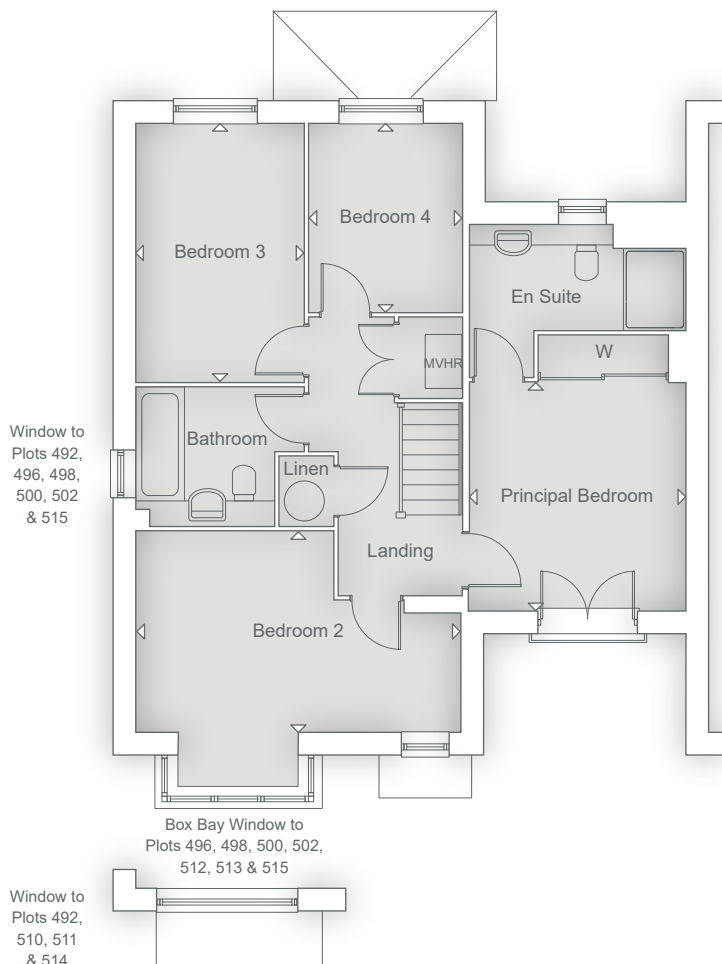 Bedroom 3
Bedroom 4
En Suite
W
MVHR
Window to
Plots 492,
496, 498,
500, 502
& 515
Bathroom
Linen
Principal Bedroom
Landing
Bedroom 2
Box Bay Window to
Plots 496, 498, 500, 502,
512, 513 & 515
Window to
Plots 492,
510, 511
& 514